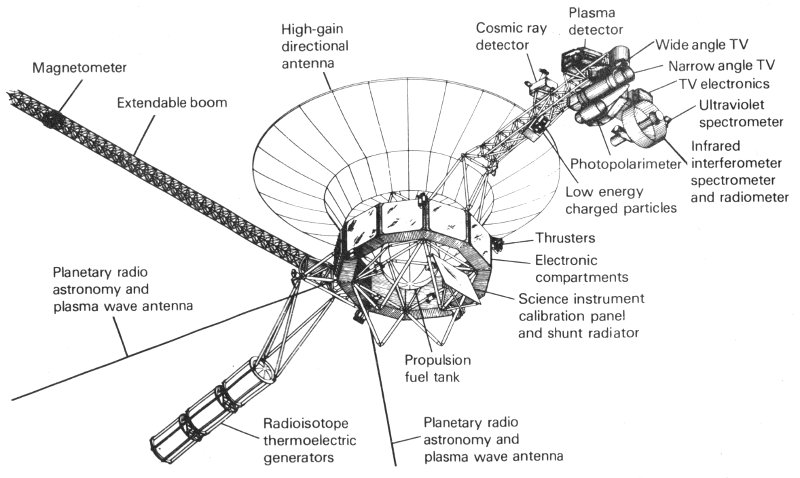 High-gain
directional
antenna
Cosmic ray
detector
Plasma
detector
Wide angle TV
Narrow angle TV
TV electronics
Ultraviolet
spectrometer
Infrared
interferometer
spectrometer
and radiometer
Photopolarimeter
Low energy
charged particles
Thrusters
Electronic
compartments
Science instrument
calibration panel
and shunt radiator
Propulsion
fuel tank
Planetary radio
astronomy and
plasma wave antenna
Radioisotope
thermoelectric
generators
Planetary radio
astronomy and
plasma wave antenna
Extendable boom
Magnetometer